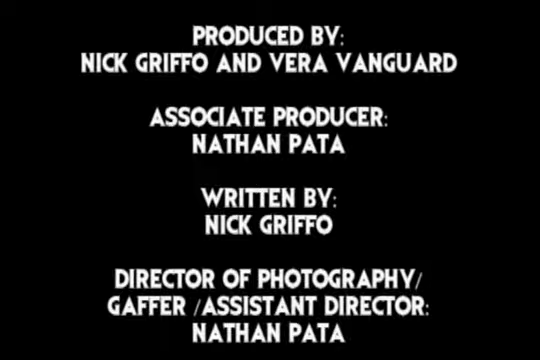 PRODUCED BY:
NICK GRIFFO AND VERA VANGUARD
ASSOCIATE PRODUCER:
NATHAN PATA
WRITTEN BY:
NICK GRIFFO
DIRECTOR OF PHOTOGRAPHY/
GAFFER /ASSISTANT DIRECTOR:
NATHAN PATA